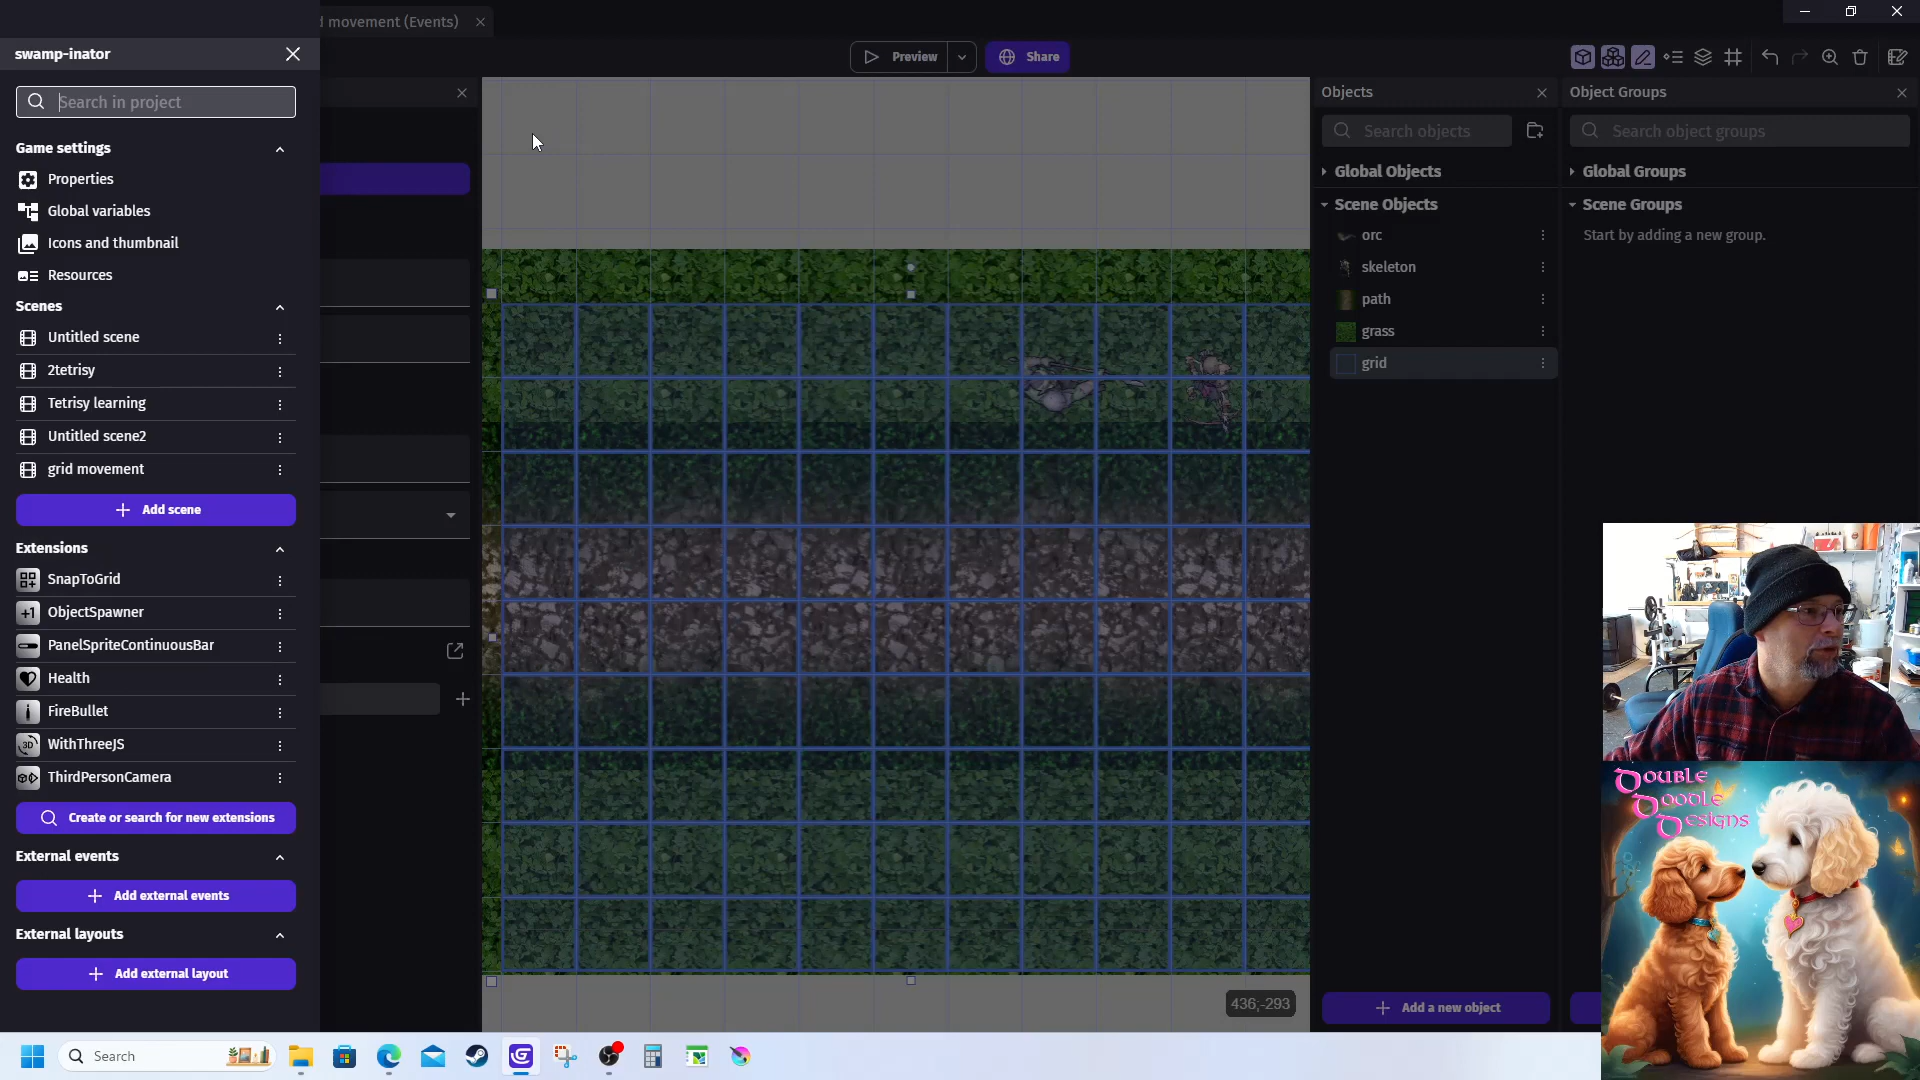 d movement (Events)
swamp-inator
Preview
Share
Search in project
Game settings
Properties
Global variables
Icons and thumbnail
Resources
Scenes
Untitled scene
2tetrisy
Tetrisy learning
Untitled scene2
grid movement
Add scene
Extensions
SnapToGrid
ObjectSpawner
PanelSpriteContinuousBar
Health
FireBullet
WithThreeJS
ThirdPersonCamera
Create or search for new extensions
External events
Add external events
External layouts
Add external layout
436;-293
Objects
Search objects
Global Objects
Scene Objects
orc
skeleton
path
grass
grid
Add a new object
Object Groups
Search object groups
Global Groups
Scene Groups
Start by adding a new group.
Double
Doodle
Designs
Search